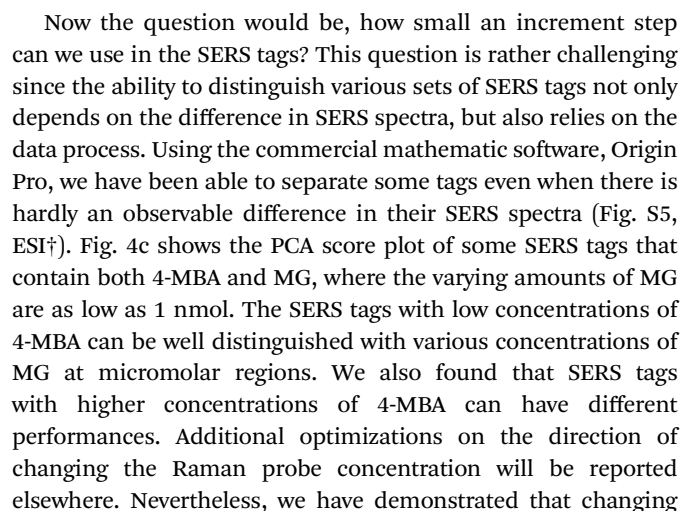 Now the question would be, how small an increment step
can we use in the SERS tags? This question is rather challenging
since the ability to distinguish various sets of SERS tags not only
depends on the difference in SERS spectra, but also relies on the
data process. Using the commercial mathematic software, Origin
Pro, we have been able to separate some tags even when there is
hardly an observable difference in their SERS spectra (Fig. S5,
ESI†). Fig. 4c shows the PCA score plot of some SERS tags that
contain both 4-MBA and MG, where the varying amounts of MG
are as low as 1 nmol. The SERS tags with low concentrations of
4-MBA can be well distinguished with various concentrations of
MG at micromolar regions. We also found that SERS tags
with higher concentrations of 4-MBA can have different
performances. Additional optimizations on the direction of
changing the Raman probe concentration will be reported
elsewhere. Nevertheless, we have demonstrated that changing